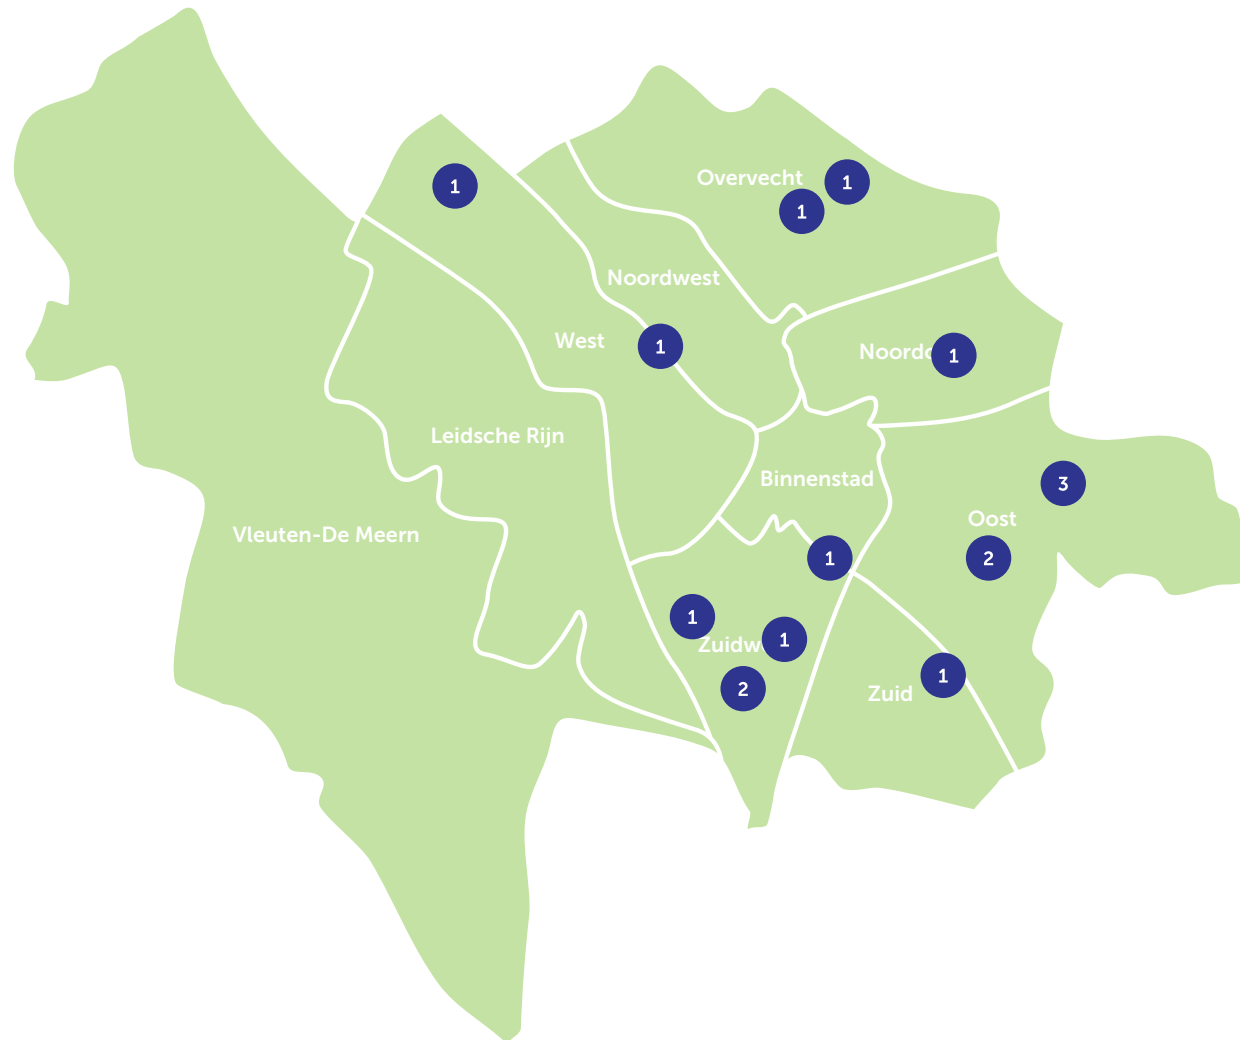 Overvecht
1
1
1
Noordwest
West
1
1
Leidsche Rijn
Binnenstad
3
Oost
Vleuten-De Meern
1
2
1
1
2
1
Zuid